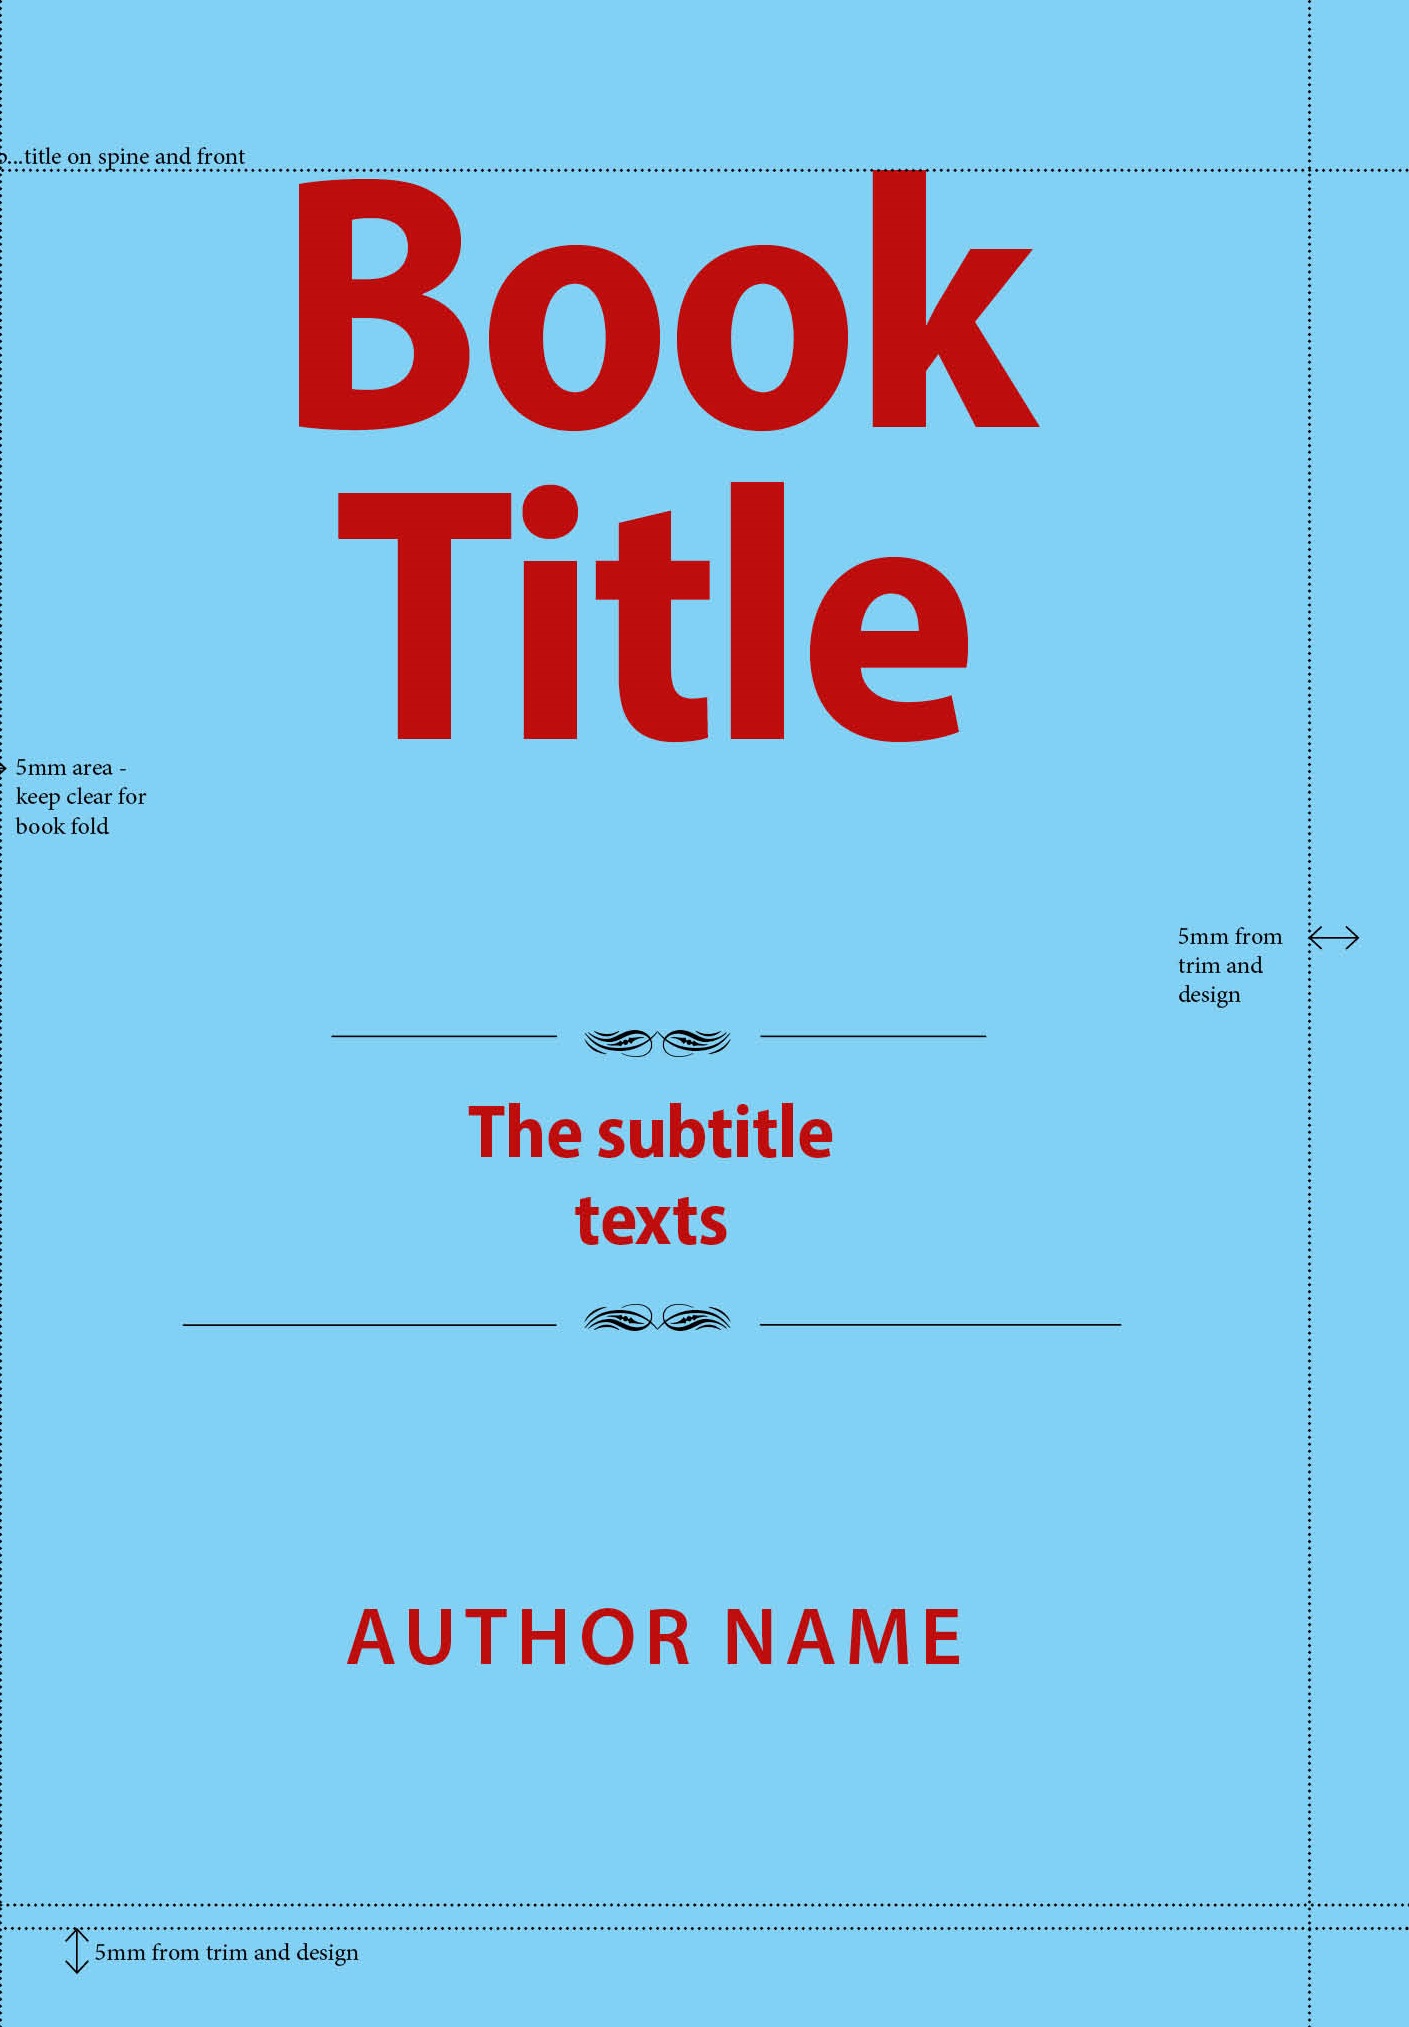 ...title on spine and front
Book
Title
5mm area -
keep clear for
book fold
5mm from
trim and
design
The subtitle
texts
AUTHOR NAME
5mm from trim and design